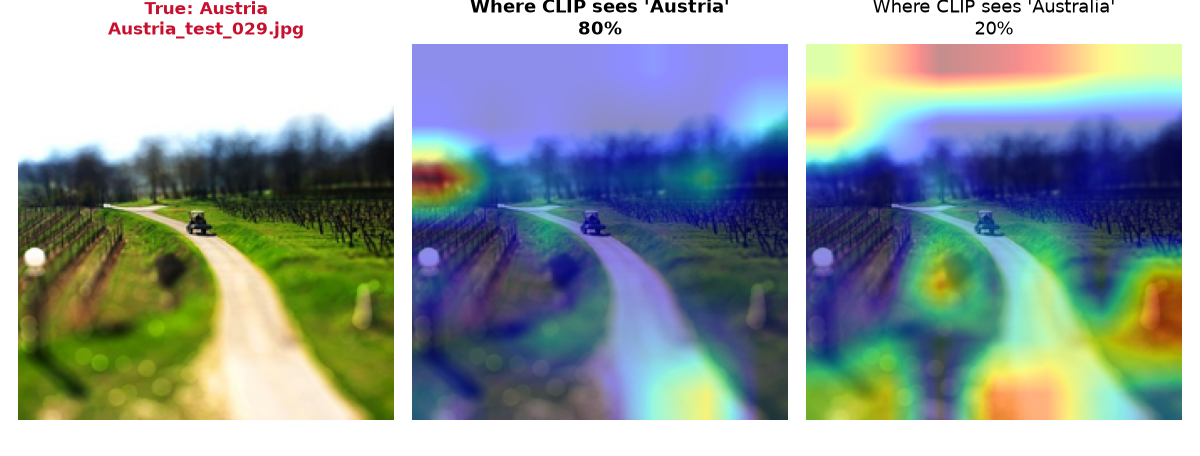 True: Austria
Austria_test_029.jpg
Where CLIP sees 'Austria'
80%
Where CLIP sees 'Australia'
20%